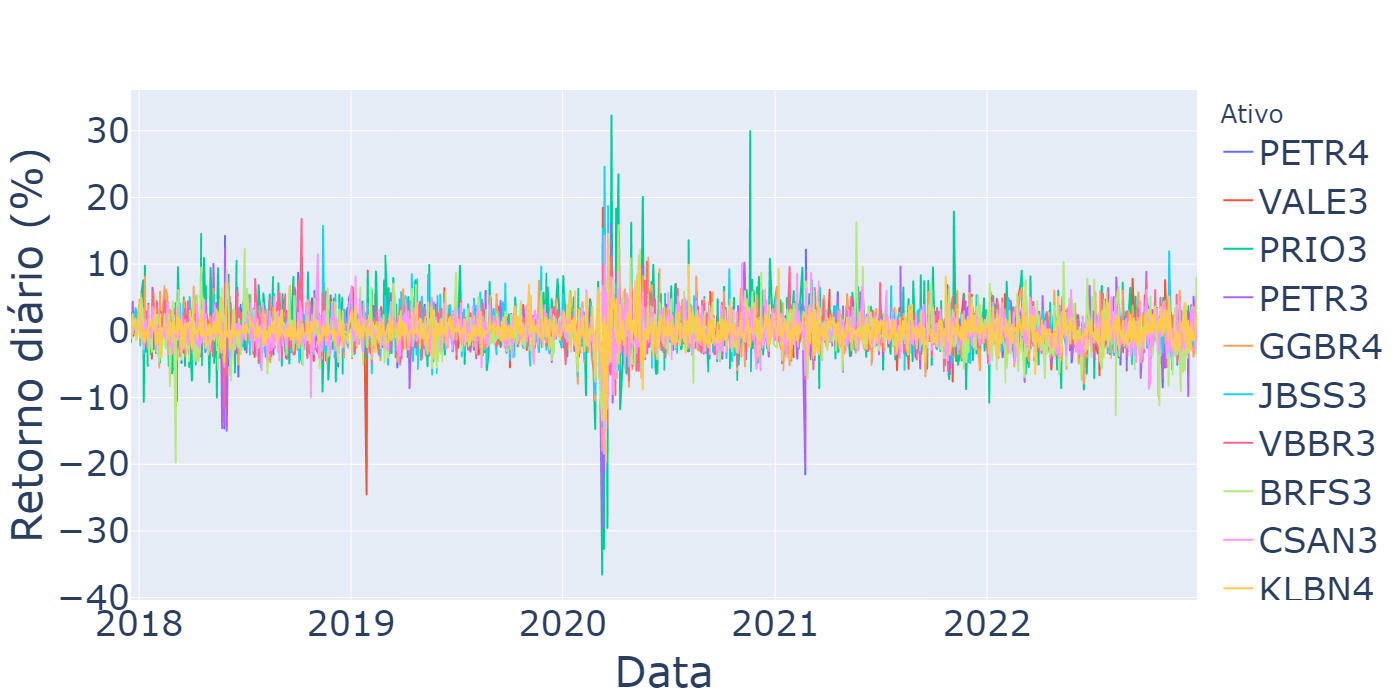 Retorno diário (%)
30
20
10
0
−10
−20
−30
−40
2018
2019
2020
2021
2022
Data
Ativo
PETR4
VALE3
PRIO3
PETR3
GGBR4
JBSS3
VBBR3
BRFS3
CSAN3
KLBN4